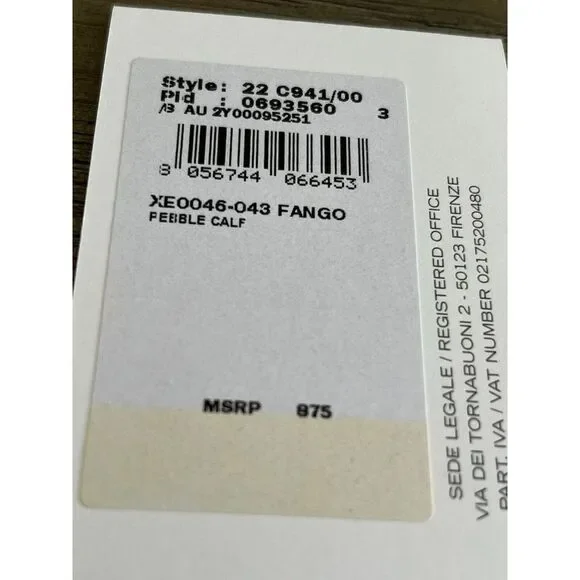 Style: 22 C941/00
Pid : 0693560 3
/3 AU 2Y00095251
8 056744 066453
XE0046-043 FANGO
PEBBLE CALF
MSRP 875
SEDE LEGALE / REGISTERED OFFICE
VIA DEI TORNABUONI 2 - 50123 FIRENZE
PART. IVA / VAT NUMBER 02175200480